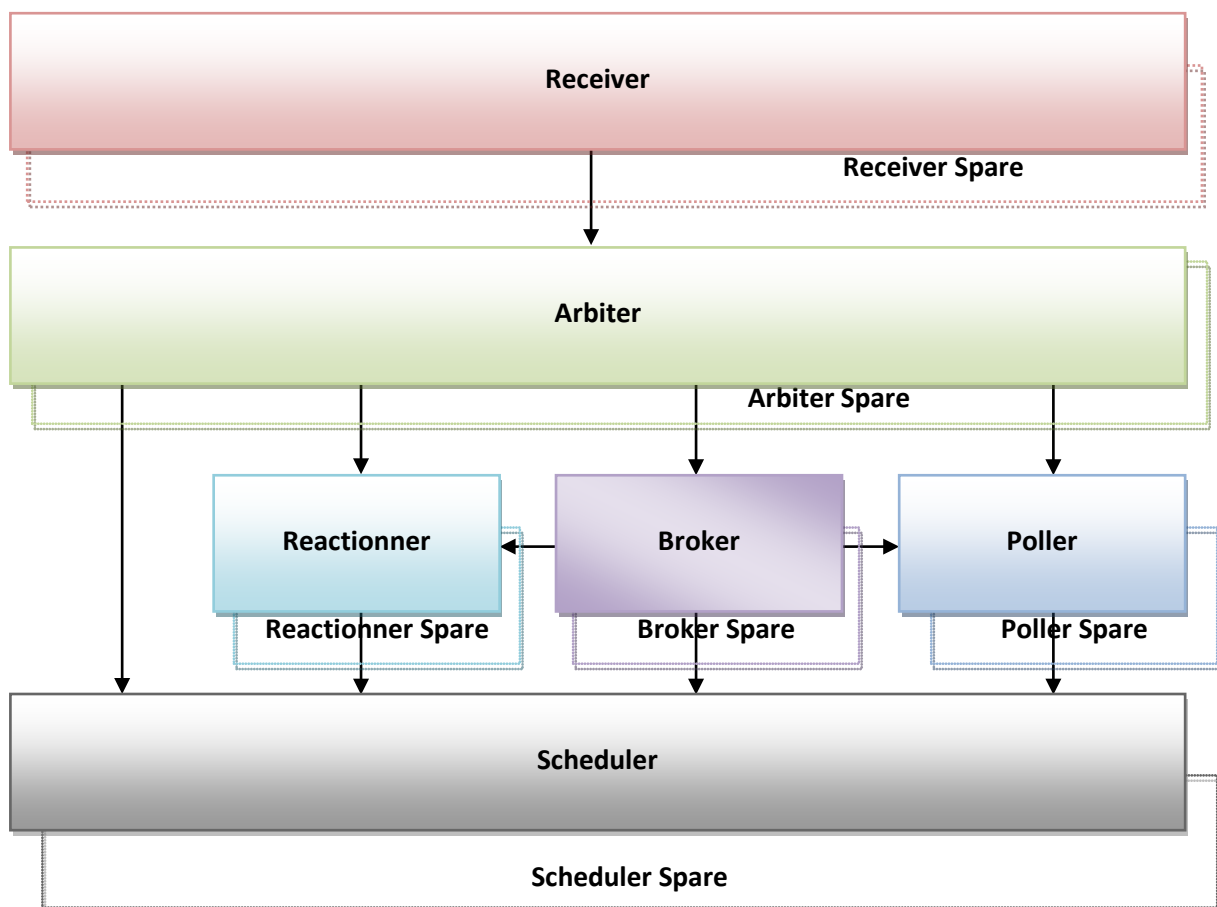 Receiver
Receiver Spare
Arbiter
Arbiter Spare
Reactionner
Broker
Poller
Reactionner Spare
Broker Spare
Poller Spare
Scheduler
Scheduler Spare